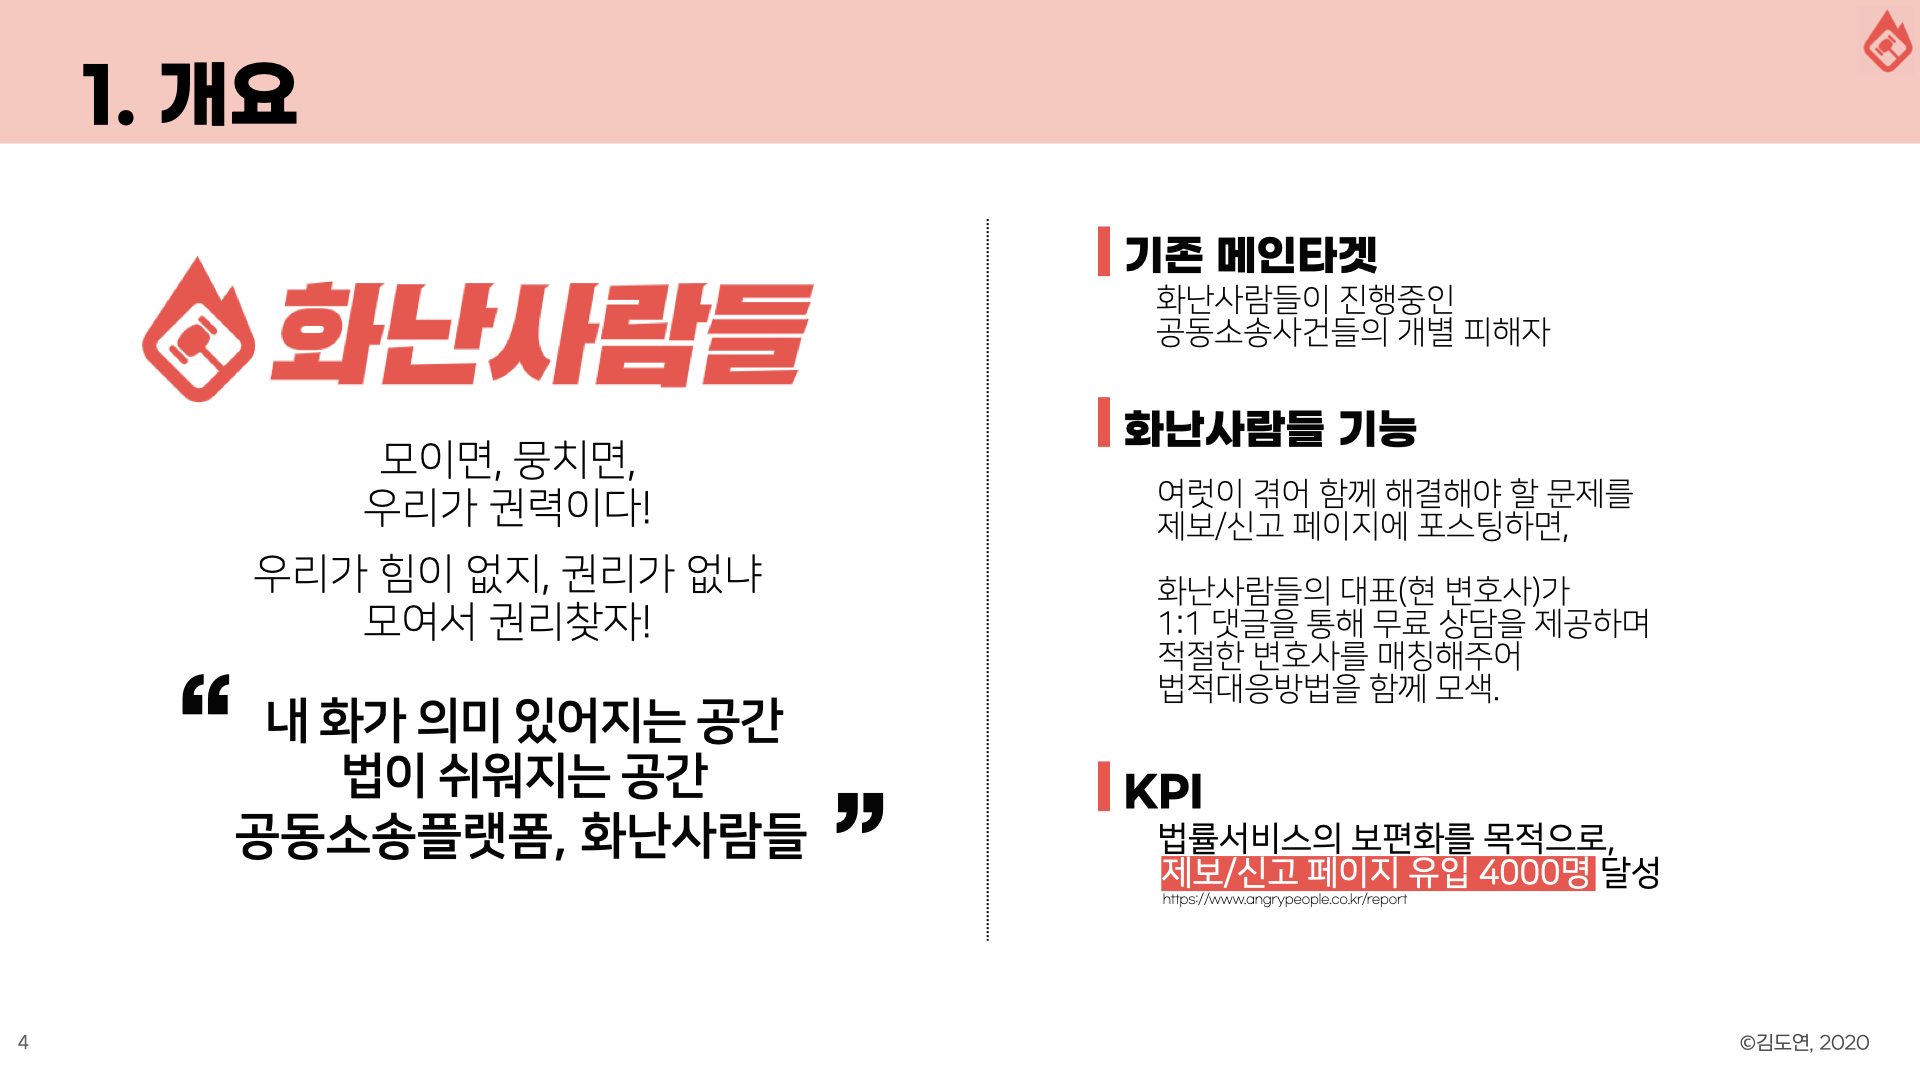 1. 개요
화난사람들
모이면, 뭉치면,
우리가 권력이다!
우리가 힘이 없지, 권리가 없냐
모여서 권리찾자!
“ 내 화가 의미 있어지는 공간
법이 쉬워지는 공간
공동소송플랫폼, 화난사람들 ”
기존 메인타겟
화난사람들이 진행중인
공동소송사건들의 개별 피해자
화난사람들 기능
여럿이 겪어 함께 해결해야 할 문제를
제보/신고 페이지에 포스팅하면,
화난사람들의 대표(현 변호사)가
1:1 댓글을 통해 무료 상담을 제공하며
적절한 변호사를 매칭해주어
법적대응방법을 함께 모색.
KPI
법률서비스의 보편화를 목적으로,
제보/신고 페이지 유입 4000명 달성
https://www.angrypeople.co.kr/report
4
©김도연, 2020